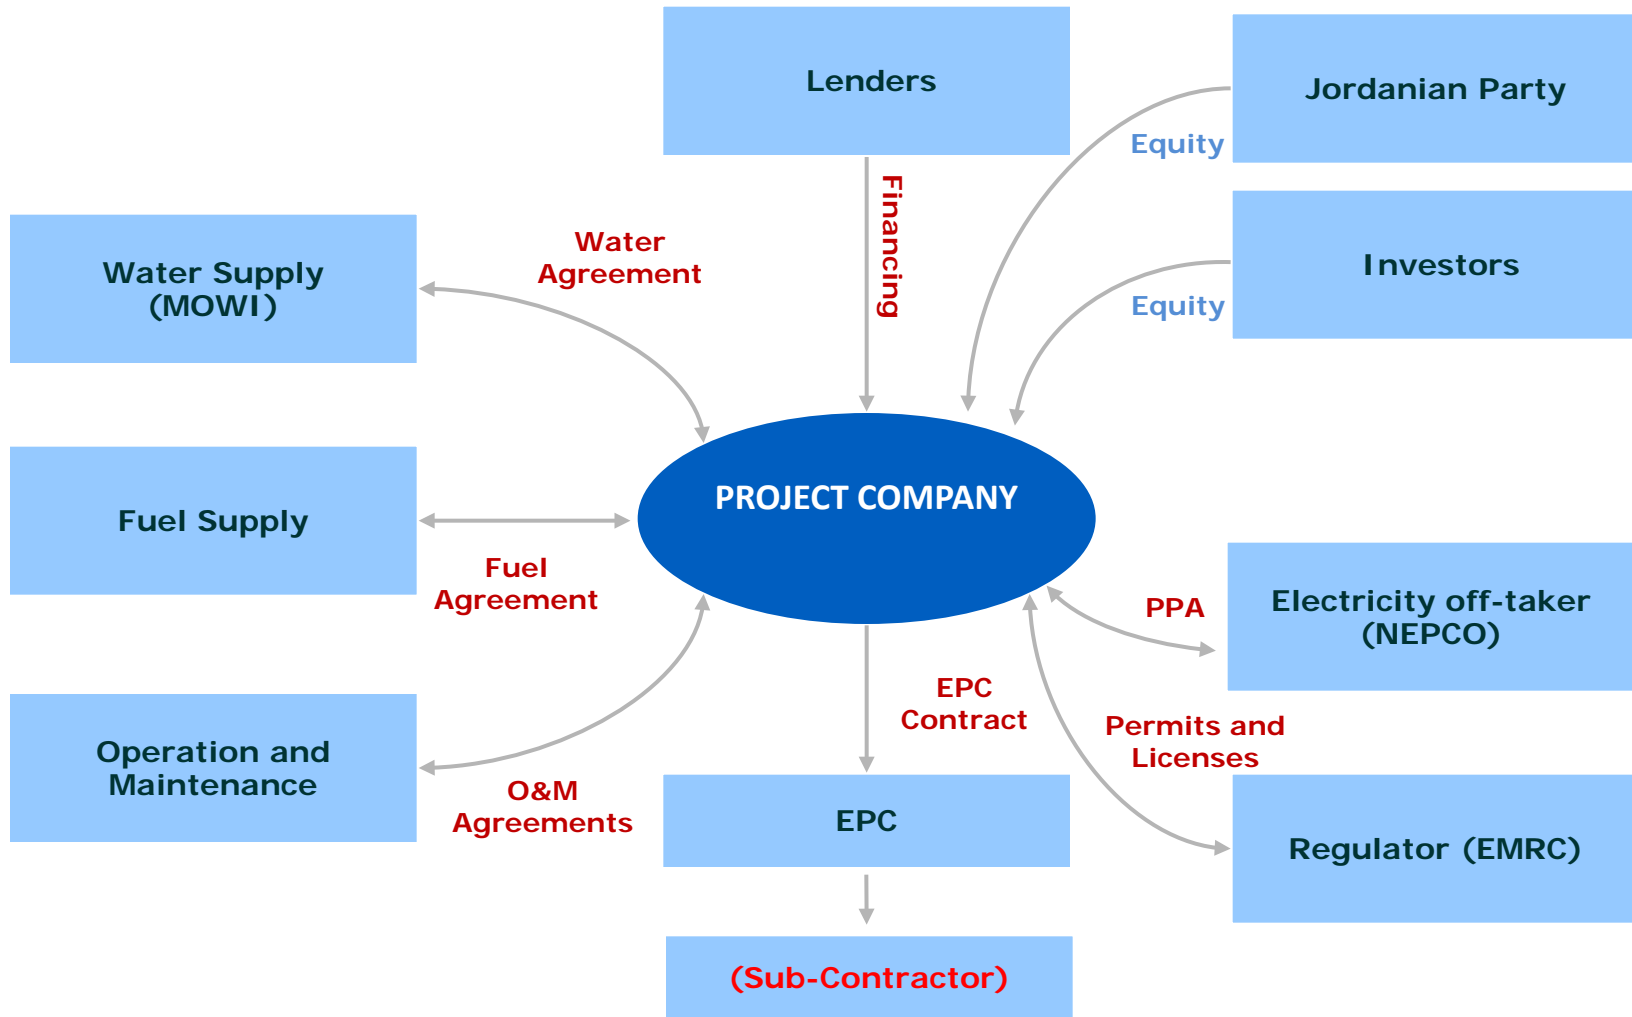 Lenders
Jordanian Party
Equity
Financing
Investors
Equity
Water
Agreement
Water Supply
(MOWI)
PROJECT COMPANY
Fuel Supply
Fuel
Agreement
PPA
Electricity off-taker
(NEPCO)
EPC
Contract
Permits and
Licenses
Operation and
Maintenance
O&M
Agreements
EPC
Regulator (EMRC)
(Sub-Contractor)